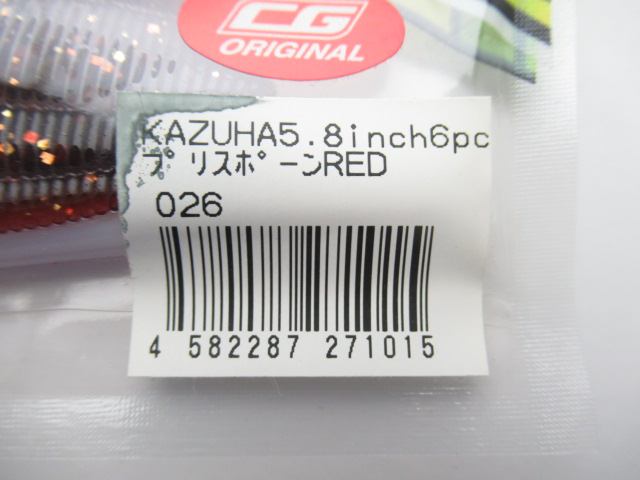 CG
ORIGINAL
KAZUHA5.8inch6pc
プリスポーンRED
026
4 582287 271015